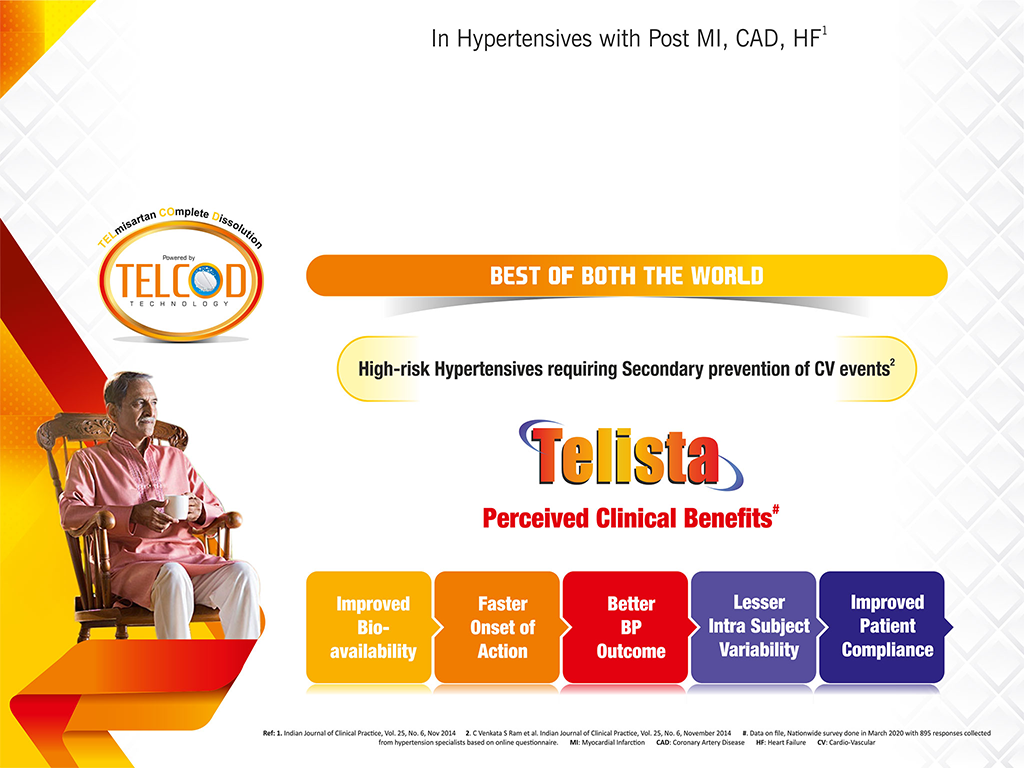 In Hypertensives with Post MI, CAD, HF1
TELmisartan COmplete Dissolution
Powered by
TELCOD
TECHNOLOGY
BEST OF BOTH THE WORLD
High-risk Hypertensives requiring Secondary prevention of CV events2
Telista
Perceived Clinical Benefits#
Improved
Bio-
availability
Faster
Onset of
Action
Better
BP
Outcome
Lesser
Intra Subject
Variability
Improved
Patient
Compliance
Ref: 1. Indian Journal of Clinical Practice, Vol. 25, No. 6, Nov 2014 2. C Venkata S Ram et al. Indian Journal of Clinical Practice, Vol. 25, No. 6, November 2014 #. Data on file, Nationwide survey done in March 2020 with 895 responses collected
from hypertension specialists based on online questionnaire. MI: Myocardial Infarction CAD: Coronary Artery Disease HF: Heart Failure CV: Cardio-Vascular